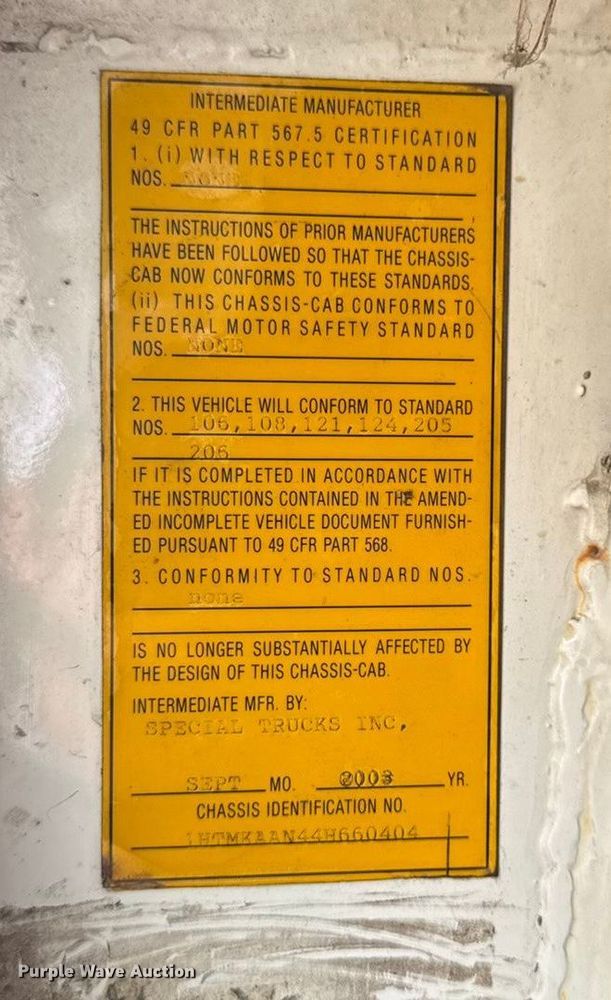 INTERMEDIATE MANUFACTURER
49 CFR PART 567.5 CERTIFICATION
1. (i) WITH RESPECT TO STANDARD
NOS. NONE
THE INSTRUCTIONS OF PRIOR MANUFACTURERS
HAVE BEEN FOLLOWED SO THAT THE CHASSIS-
CAB NOW CONFORMS TO THESE STANDARDS.
(ii) THIS CHASSIS-CAB CONFORMS TO
FEDERAL MOTOR SAFETY STANDARD
NOS. NONE
2. THIS VEHICLE WILL CONFORM TO STANDARD
NOS. 106,108,121,124,205
206
IF IT IS COMPLETED IN ACCORDANCE WITH
THE INSTRUCTIONS CONTAINED IN THE AMEND-
ED INCOMPLETE VEHICLE DOCUMENT FURNISH-
ED PURSUANT TO 49 CFR PART 568.
3. CONFORMITY TO STANDARD NOS.
none
IS NO LONGER SUBSTANTIALLY AFFECTED BY
THE DESIGN OF THIS CHASSIS-CAB.
INTERMEDIATE MFR. BY:
SPECIAL TRUCKS INC,
SEPT MO. 2003 YR.
CHASSIS IDENTIFICATION NO.
1HTMKAAN44H660404
Purple Wave Auction